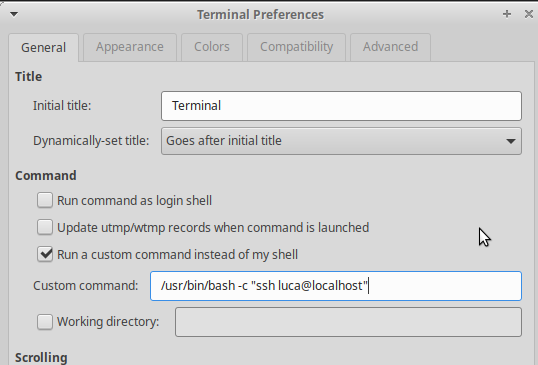 Terminal Preferences
General Appearance Colors Compatibility Advanced
Title
Initial title: Terminal
Dynamically-set title: Goes after initial title
Command
Run command as login shell
Update utmp/wtmp records when command is launched
Run a custom command instead of my shell
Custom command: /usr/bin/bash -c "ssh luca@localhost"
Working directory:
Scrolling